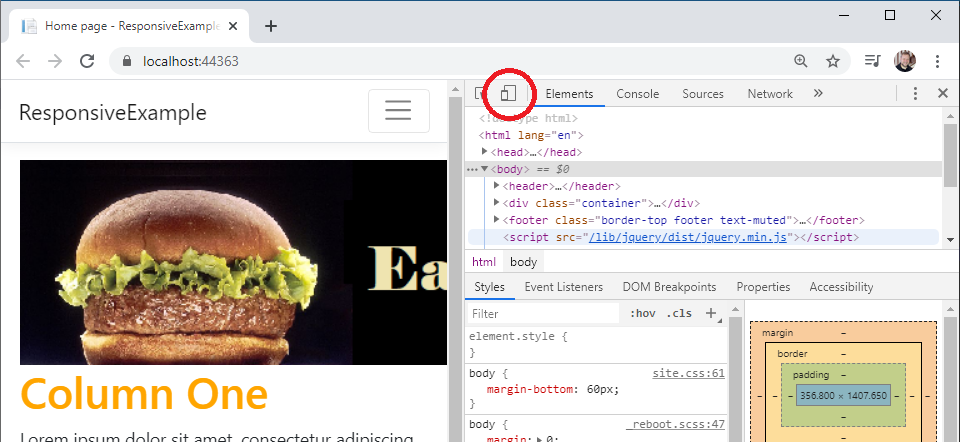 Home page - ResponsiveExample
localhost:44363
ResponsiveExample
Ea
Column One
Lorem ipsum dolor sit amet, consectetur adipiscing
Elements Console Sources Network »
<!doctype html>
<html lang="en">
<head>…</head>
<body> == $0
<header>…</header>
<div class="container">…</div>
<footer class="border-top footer text-muted">…</footer>
<script src="/lib/jquery/dist/jquery.min.js"></script>
html body
Styles Event Listeners DOM Breakpoints Properties Accessibility
Filter :hov .cls +
element.style {
}
body { site.css:61
margin-bottom: 60px;
}
body { _reboot.scss:47
margin: 0;
margin –
border –
padding –
– – – 356.800 × 1407.650 – – –
–